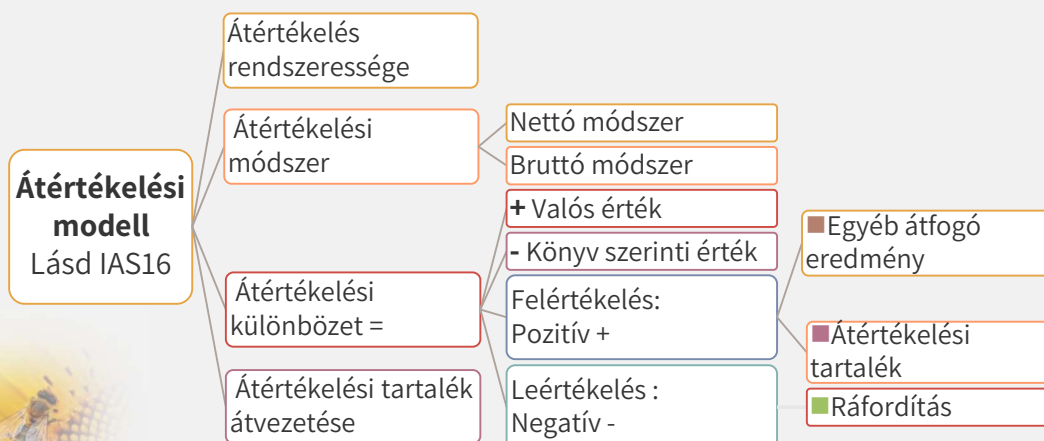 Átértékelési
modell
Lásd IAS16
Átértékelés
rendszeressége
Átértékelési
módszer
Nettó módszer
Bruttó módszer
Átértékelési
különbözet =
+ Valós érték
- Könyv szerinti érték
Felértékelés:
Pozitív +
Egyéb átfogó
eredmény
Átértékelési
tartalék
Leértékelés :
Negatív -
Ráfordítás
Átértékelési tartalék
átvezetése